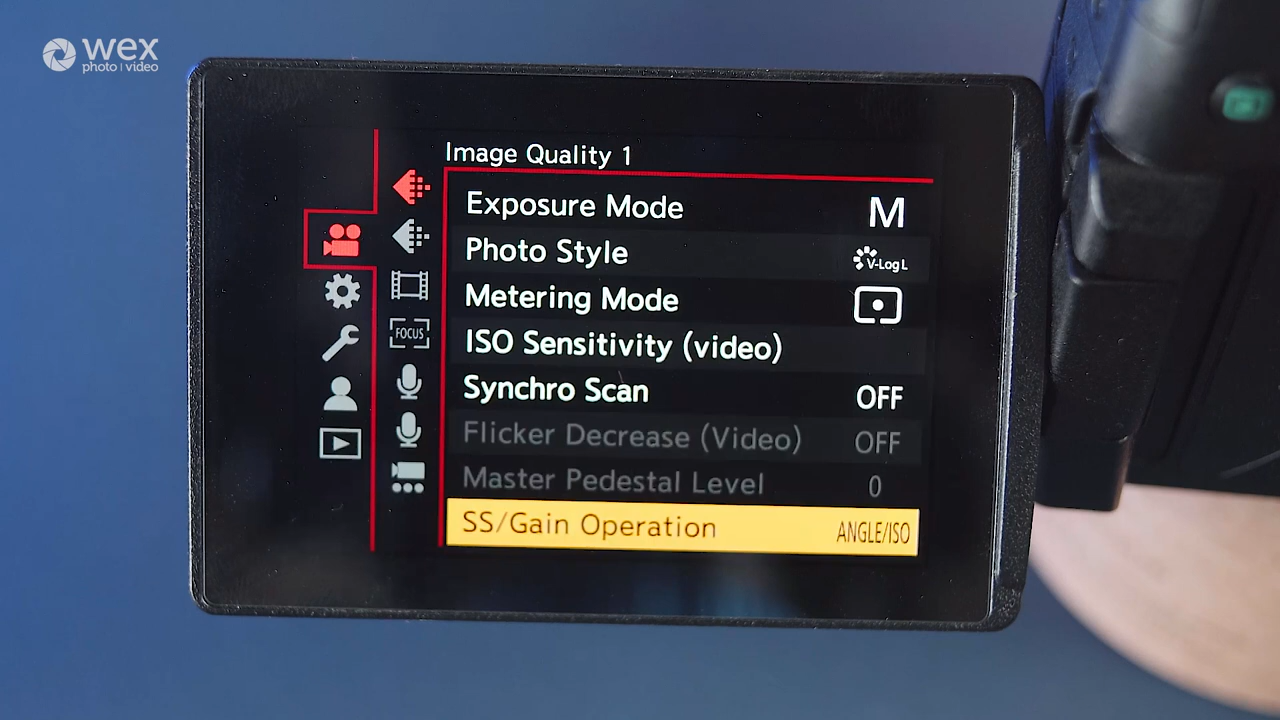 wex
photo | video
Image Quality 1
Exposure Mode M
Photo Style V-Log L
Metering Mode
ISO Sensitivity (video)
FOCUS
Synchro Scan OFF
Flicker Decrease (Video) OFF
Master Pedestal Level 0
SS/Gain Operation ANGLE/ISO